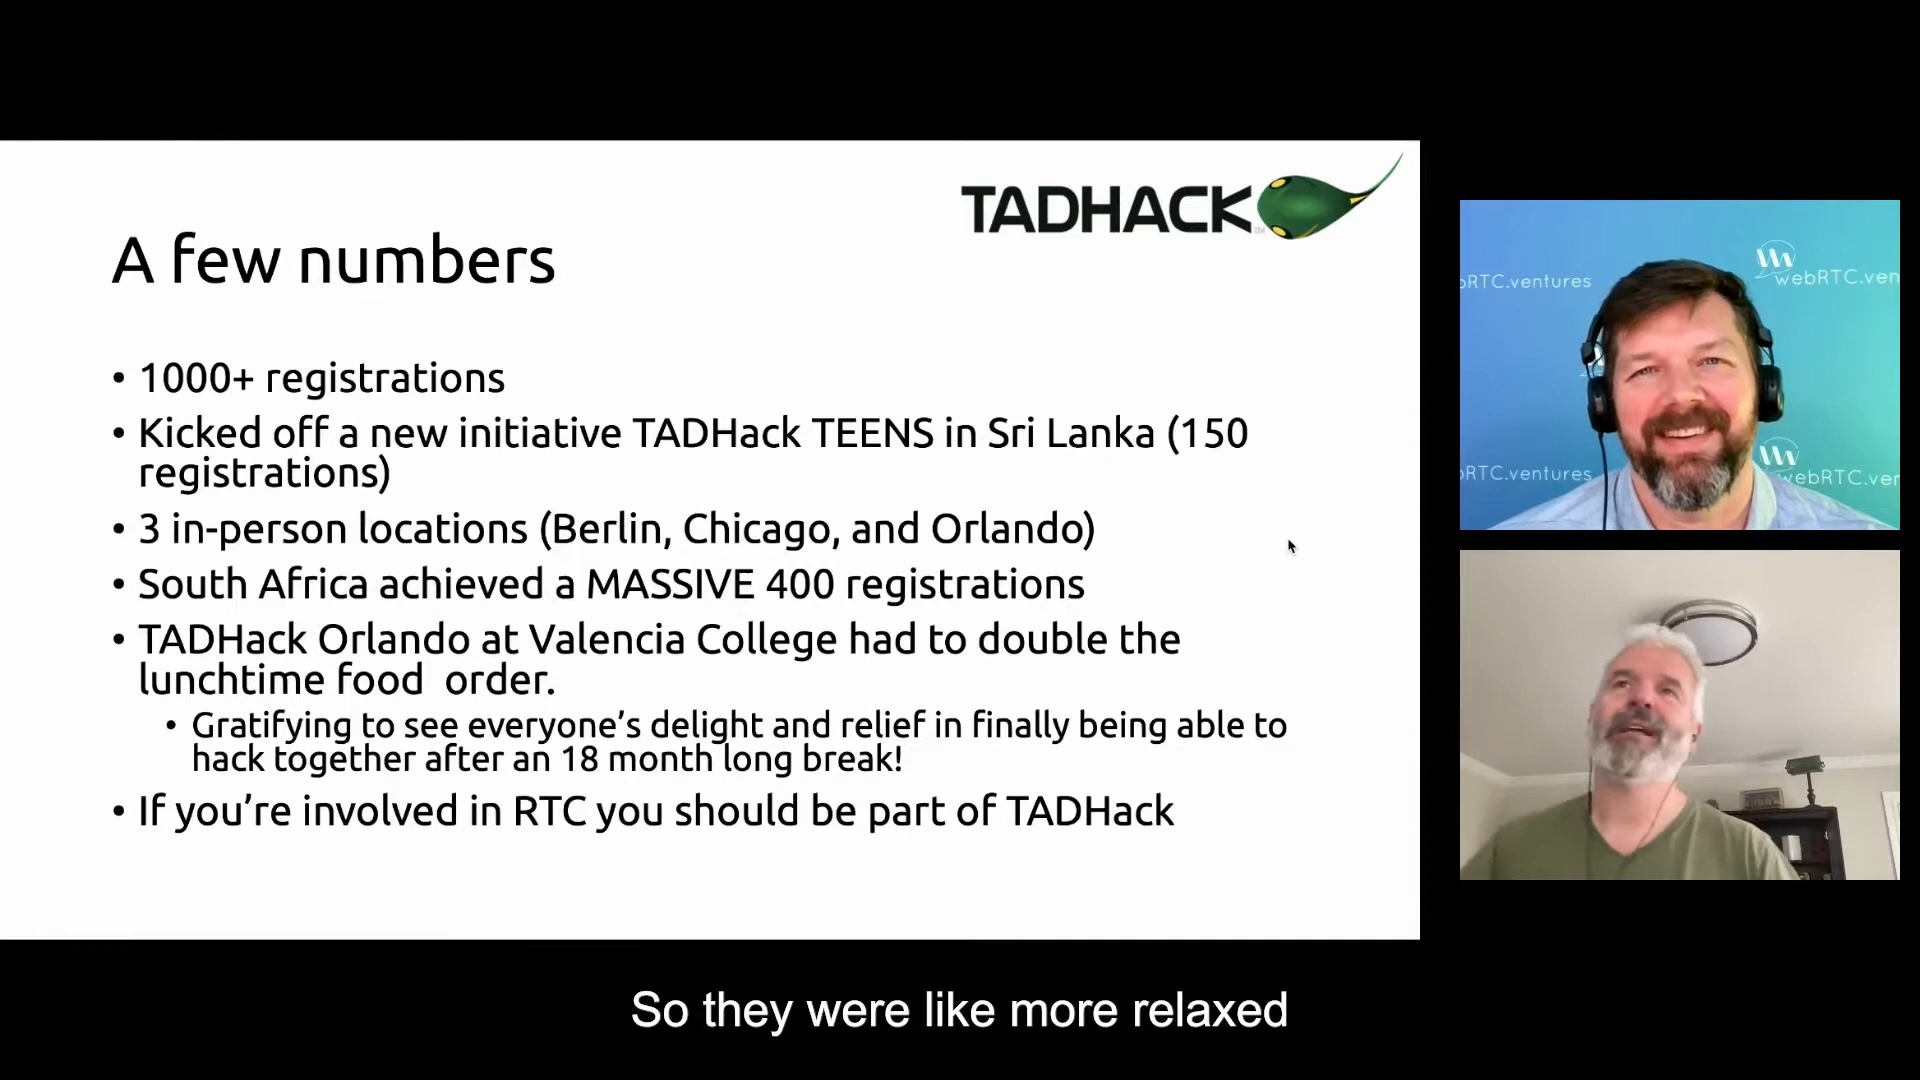 TADHACK
TM
A few numbers
• 1000+ registrations
• Kicked off a new initiative TADHack TEENS in Sri Lanka (150
registrations)
• 3 in-person locations (Berlin, Chicago, and Orlando)
• South Africa achieved a MASSIVE 400 registrations
• TADHack Orlando at Valencia College had to double the
lunchtime food  order.
• Gratifying to see everyone’s delight and relief in finally being able to
hack together after an 18 month long break!
• If you’re involved in RTC you should be part of TADHack
bRTC.ventures
webRTC.ven
bRTC.ventures
webRTC.ver
So they were like more relaxed